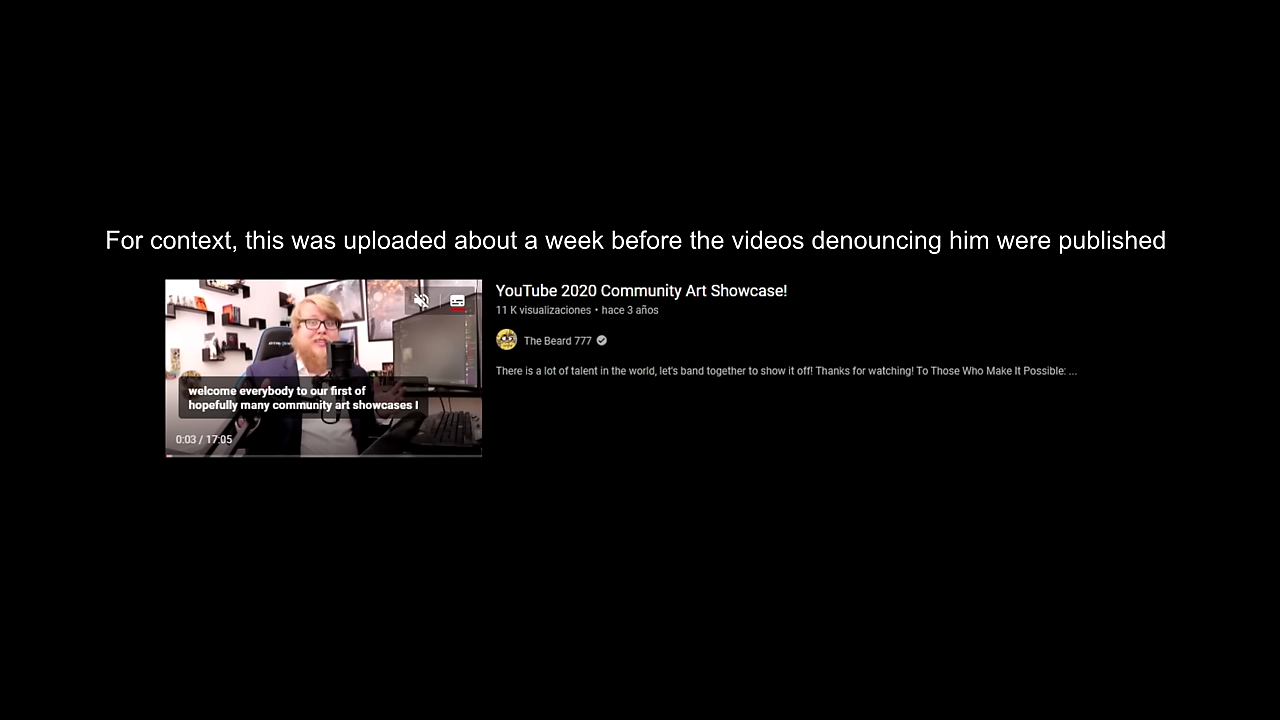 For context, this was uploaded about a week before the videos denouncing him were published
YouTube 2020 Community Art Showcase!
11 K visualizaciones • hace 3 años
The Beard 777
There is a lot of talent in the world, let's band together to show it off! Thanks for watching! To Those Who Make It Possible: ...
welcome everybody to our first of
hopefully many community art showcases I
0:03 / 17:05